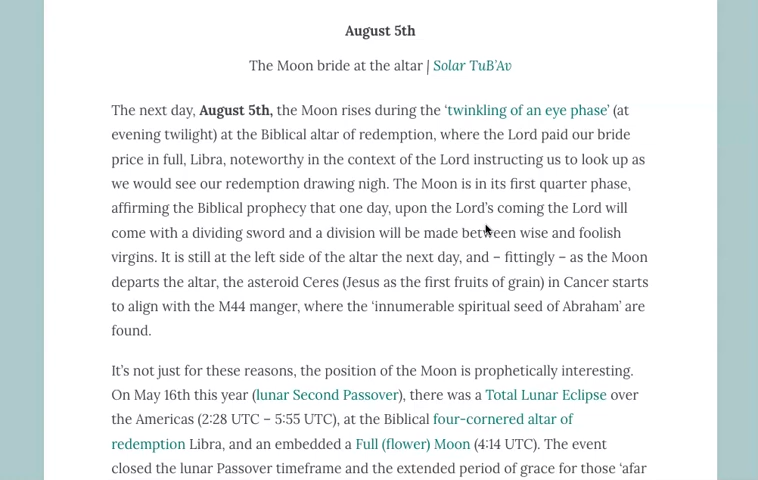 August 5th
The Moon bride at the altar | Solar TuB'Av
The next day, August 5th, the Moon rises during the ‘twinkling of an eye phase’ (at
evening twilight) at the Biblical altar of redemption, where the Lord paid our bride
price in full, Libra, noteworthy in the context of the Lord instructing us to look up as
we would see our redemption drawing nigh. The Moon is in its first quarter phase,
affirming the Biblical prophecy that one day, upon the Lord’s coming the Lord will
come with a dividing sword and a division will be made between wise and foolish
virgins. It is still at the left side of the altar the next day, and – fittingly – as the Moon
departs the altar, the asteroid Ceres (Jesus as the first fruits of grain) in Cancer starts
to align with the M44 manger, where the ‘innumerable spiritual seed of Abraham’ are
found.
It’s not just for these reasons, the position of the Moon is prophetically interesting.
On May 16th this year (lunar Second Passover), there was a Total Lunar Eclipse over
the Americas (2:28 UTC – 5:55 UTC), at the Biblical four-cornered altar of
redemption Libra, and an embedded a Full (flower) Moon (4:14 UTC). The event
closed the lunar Passover timeframe and the extended period of grace for those ‘afar